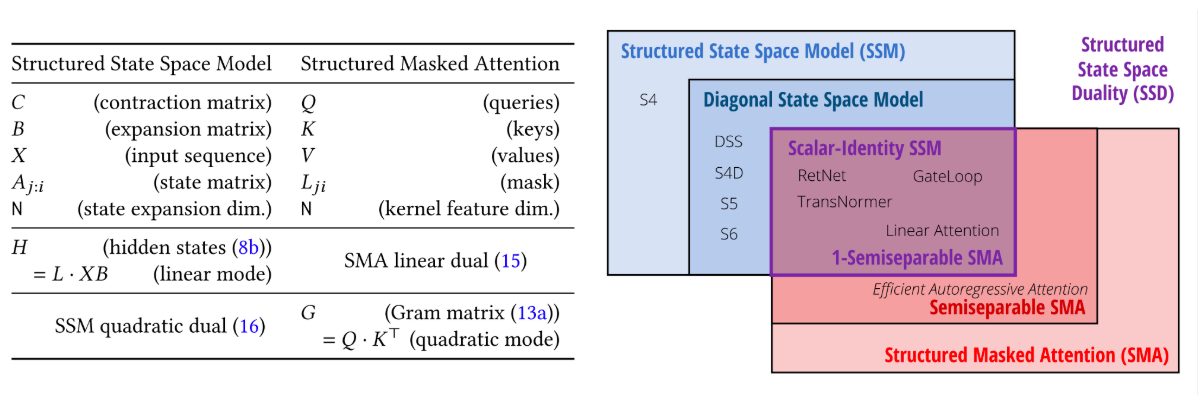 Structured State Space Model Structured Masked Attention
C (contraction matrix) Q (queries)
B (expansion matrix) K (keys)
X (input sequence) V (values)
A_{j:i} (state matrix) L_{ji} (mask)
N (state expansion dim.) N (kernel feature dim.)
H (hidden states (8b))
= L · XB (linear mode)
SMA linear dual (15)
SSM quadratic dual (16)
G (Gram matrix (13a))
= Q · K^⊤ (quadratic mode)
Structured State Space Model (SSM)
S4
Diagonal State Space Model
DSS
S4D
S5
S6
Scalar-Identity SSM
RetNet GateLoop
TransNormer
Linear Attention
1-Semiseparable SMA
Efficient Autoregressive Attention
Semiseparable SMA
Structured Masked Attention (SMA)
Structured
State Space
Duality (SSD)